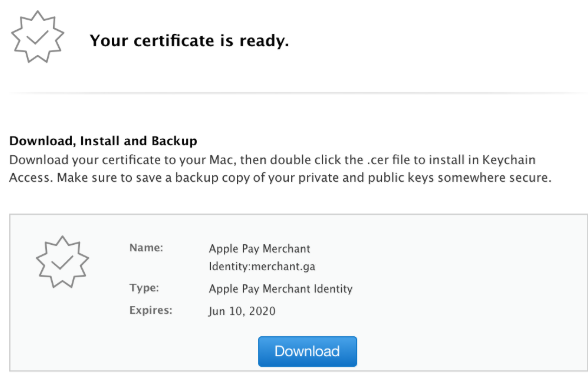 Your certificate is ready.
Download, Install and Backup
Download your certificate to your Mac, then double click the .cer file to install in Keychain
Access. Make sure to save a backup copy of your private and public keys somewhere secure.
Name: Apple Pay Merchant
Identity:merchant.ga
Type: Apple Pay Merchant Identity
Expires: Jun 10, 2020
Download